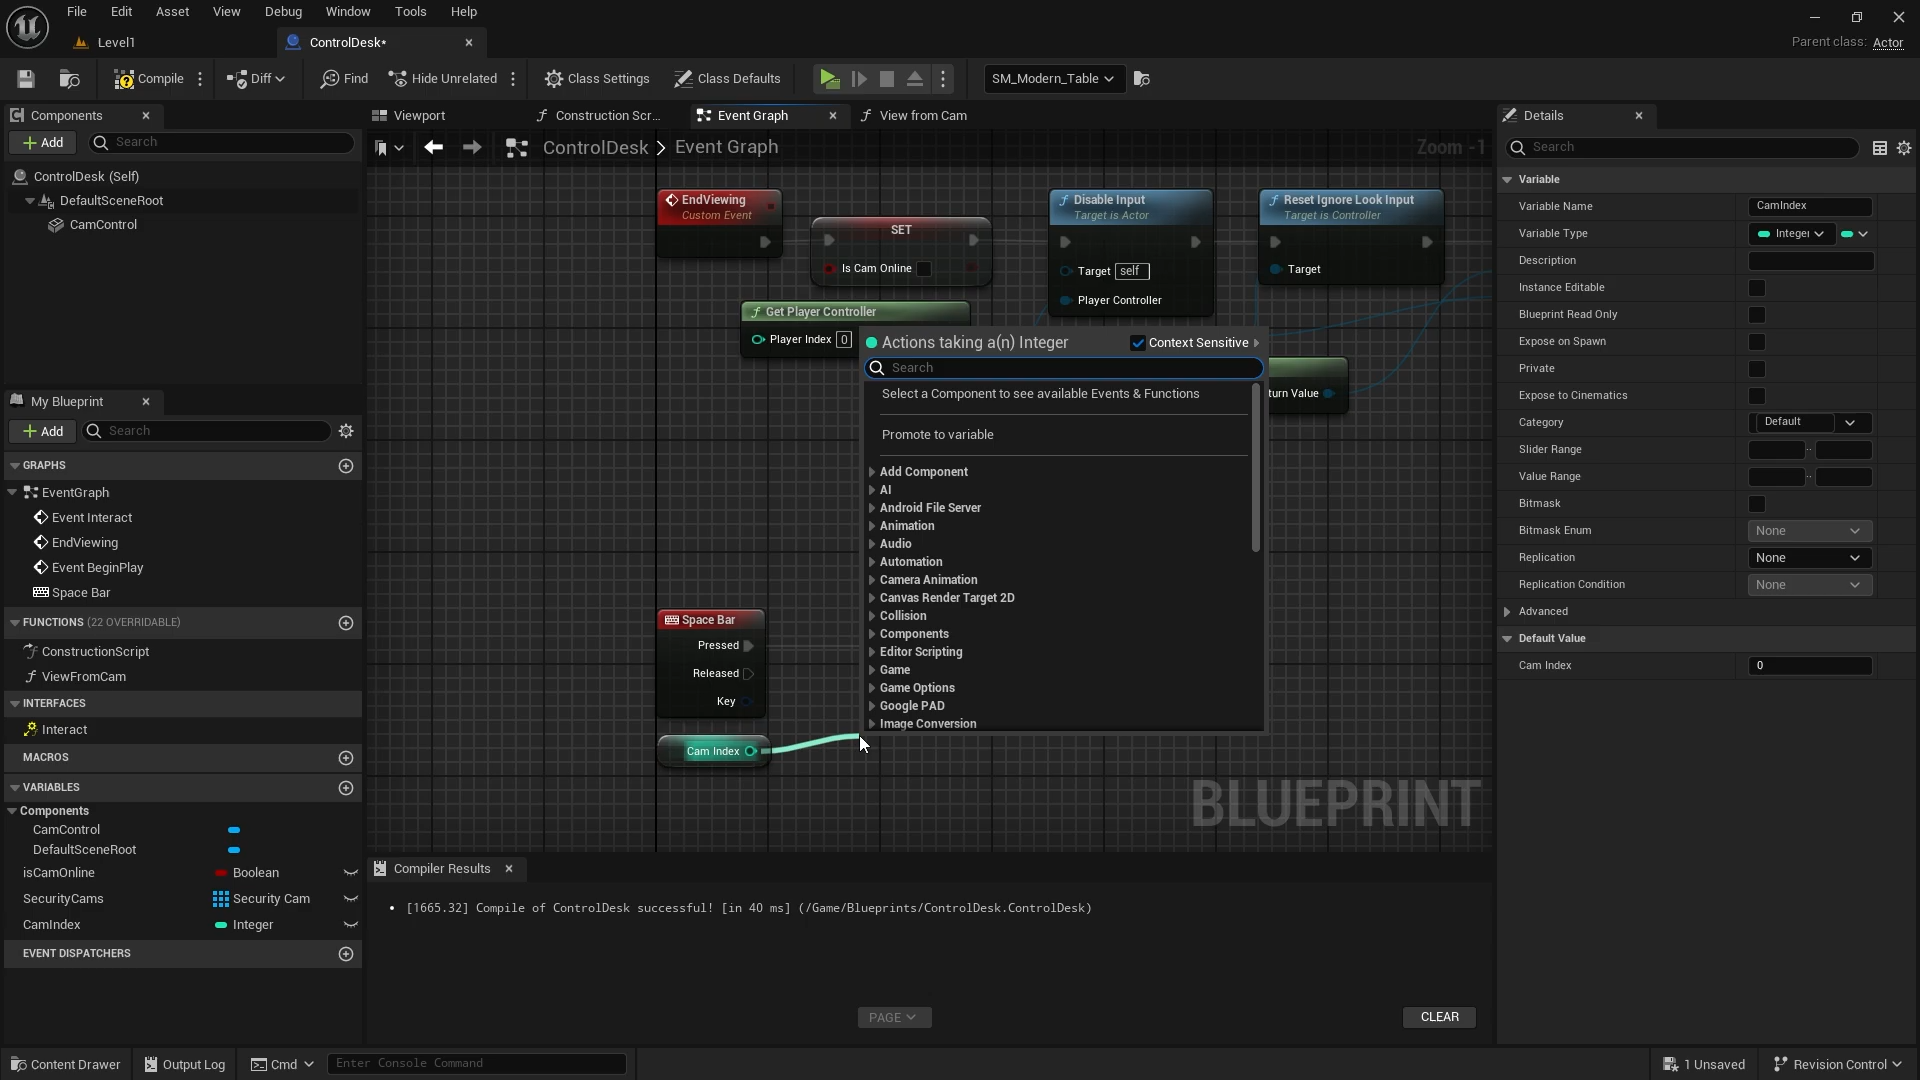 File Edit Asset View Debug Window Tools Help
Level1
ControlDesk*
Parent class: Actor
Compile
Diff
Find
Hide Unrelated
Class Settings
Class Defaults
SM_Modern_Table
Components
Add
Search
ControlDesk (Self)
DefaultSceneRoot
CamControl
My Blueprint
Add
Search
GRAPHS
EventGraph
Event Interact
EndViewing
Event BeginPlay
Space Bar
FUNCTIONS (22 OVERRIDABLE)
ConstructionScript
ViewFromCam
INTERFACES
Interact
MACROS
VARIABLES
Components
CamControl
DefaultSceneRoot
isCamOnline Boolean
SecurityCams Security Cam
CamIndex Integer
EVENT DISPATCHERS
Viewport
Construction Scr...
Event Graph
View from Cam
ControlDesk > Event Graph
Zoom -1
EndViewing
Custom Event
SET
Is Cam Online
Disable Input
Target is Actor
Target self
Player Controller
Reset Ignore Look Input
Target is Controller
Target
Get Player Controller
Player Index 0
turn Value
Actions taking a(n) Integer
Context Sensitive
Search
Select a Component to see available Events & Functions
Promote to variable
Add Component
AI
Android File Server
Animation
Audio
Automation
Camera Animation
Canvas Render Target 2D
Collision
Components
Editor Scripting
Game
Game Options
Google PAD
Image Conversion
Space Bar
Pressed
Released
Key
Cam Index
BLUEPRINT
Compiler Results
• [1665.32] Compile of ControlDesk successful! [in 40 ms] (/Game/Blueprints/ControlDesk.ControlDesk)
PAGE
CLEAR
Details
Search
Variable
Variable Name CamIndex
Variable Type Integer
Description
Instance Editable
Blueprint Read Only
Expose on Spawn
Private
Expose to Cinematics
Category Default
Slider Range
Value Range
Bitmask
Bitmask Enum None
Replication None
Replication Condition None
Advanced
Default Value
Cam Index 0
Content Drawer
Output Log
Cmd
Enter Console Command
1 Unsaved
Revision Control